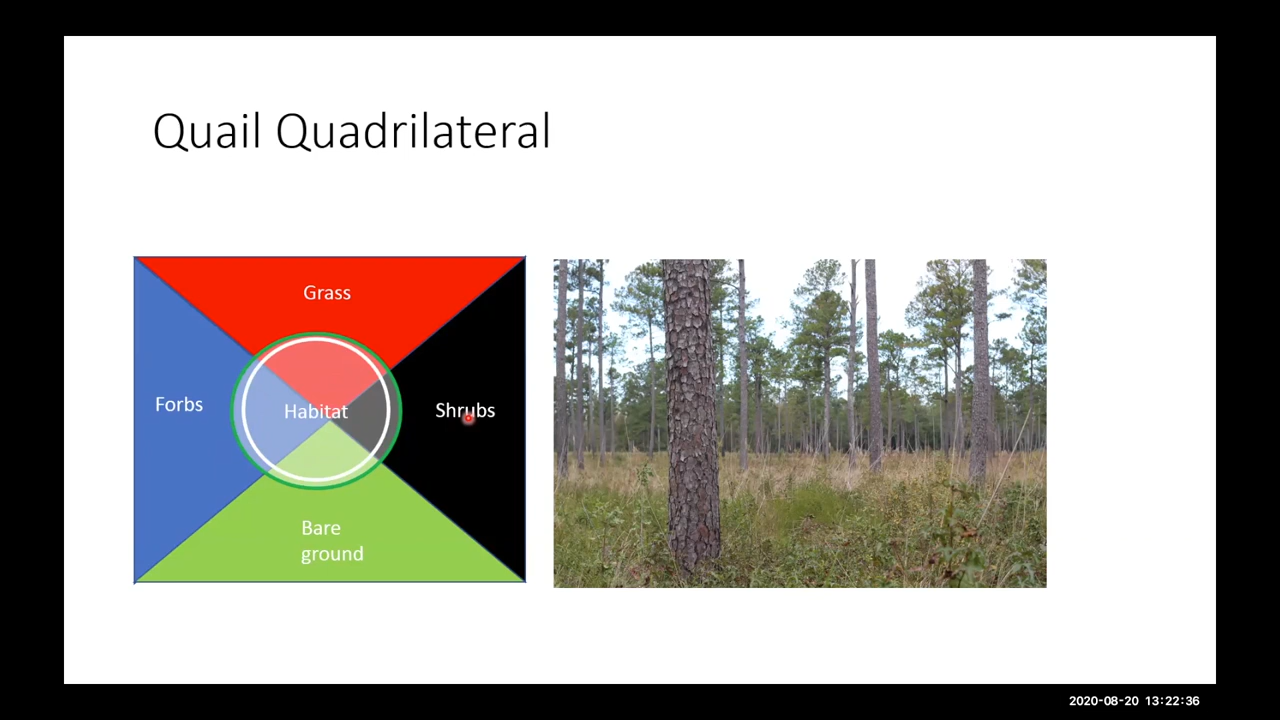 Quail Quadrilateral
Grass
Forbs
Habitat
Shrubs
Bare
ground
2020-08-20 13:22:36